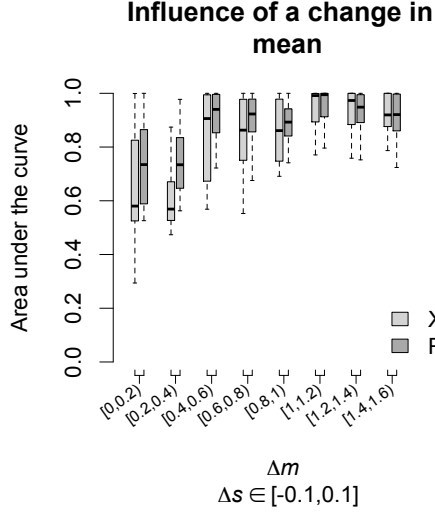 Influence of a change in
mean
Area under the curve
1.0
0.8
0.6
0.4
0.2
0.0
X
[0,0.2)
[0.2,0.4)
[0.4,0.6)
[0.6,0.8)
[0.8,1)
[1,1.2)
[1.2,1.4)
[1.4,1.6)
Δm
Δs ∈ [-0.1,0.1]